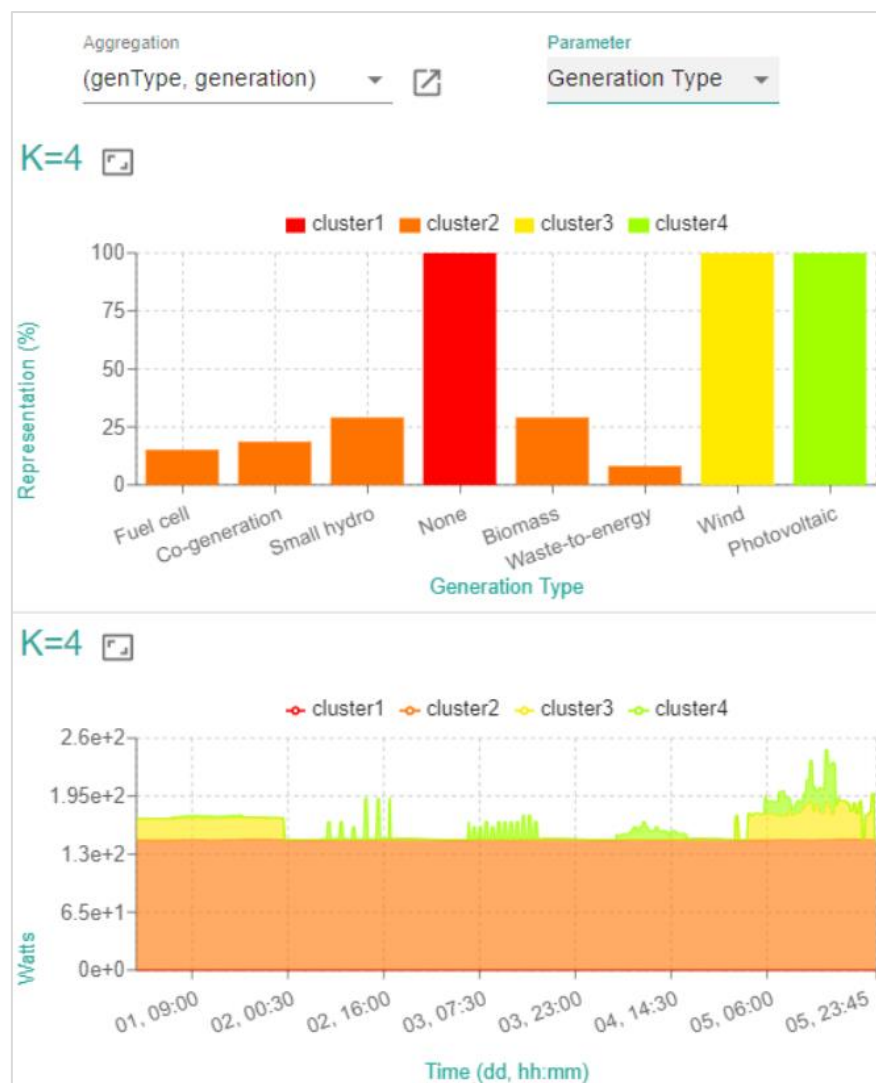 Aggregation Parameter
(genType, generation) Generation Type
K=4
cluster1 cluster2 cluster3 cluster4
100
75
50
25
0
Representation (%)
Fuel cell Co-generation Small hydro None Biomass Waste-to-energy Wind Photovoltaic
Generation Type
K=4
cluster1 cluster2 cluster3 cluster4
2.6e+2
1.95e+2
1.3e+2
6.5e+1
0e+0
Watts
01, 09:00 02, 00:30 02, 16:00 03, 07:30 03, 23:00 04, 14:30 05, 06:00 05, 23:45
Time (dd, hh:mm)